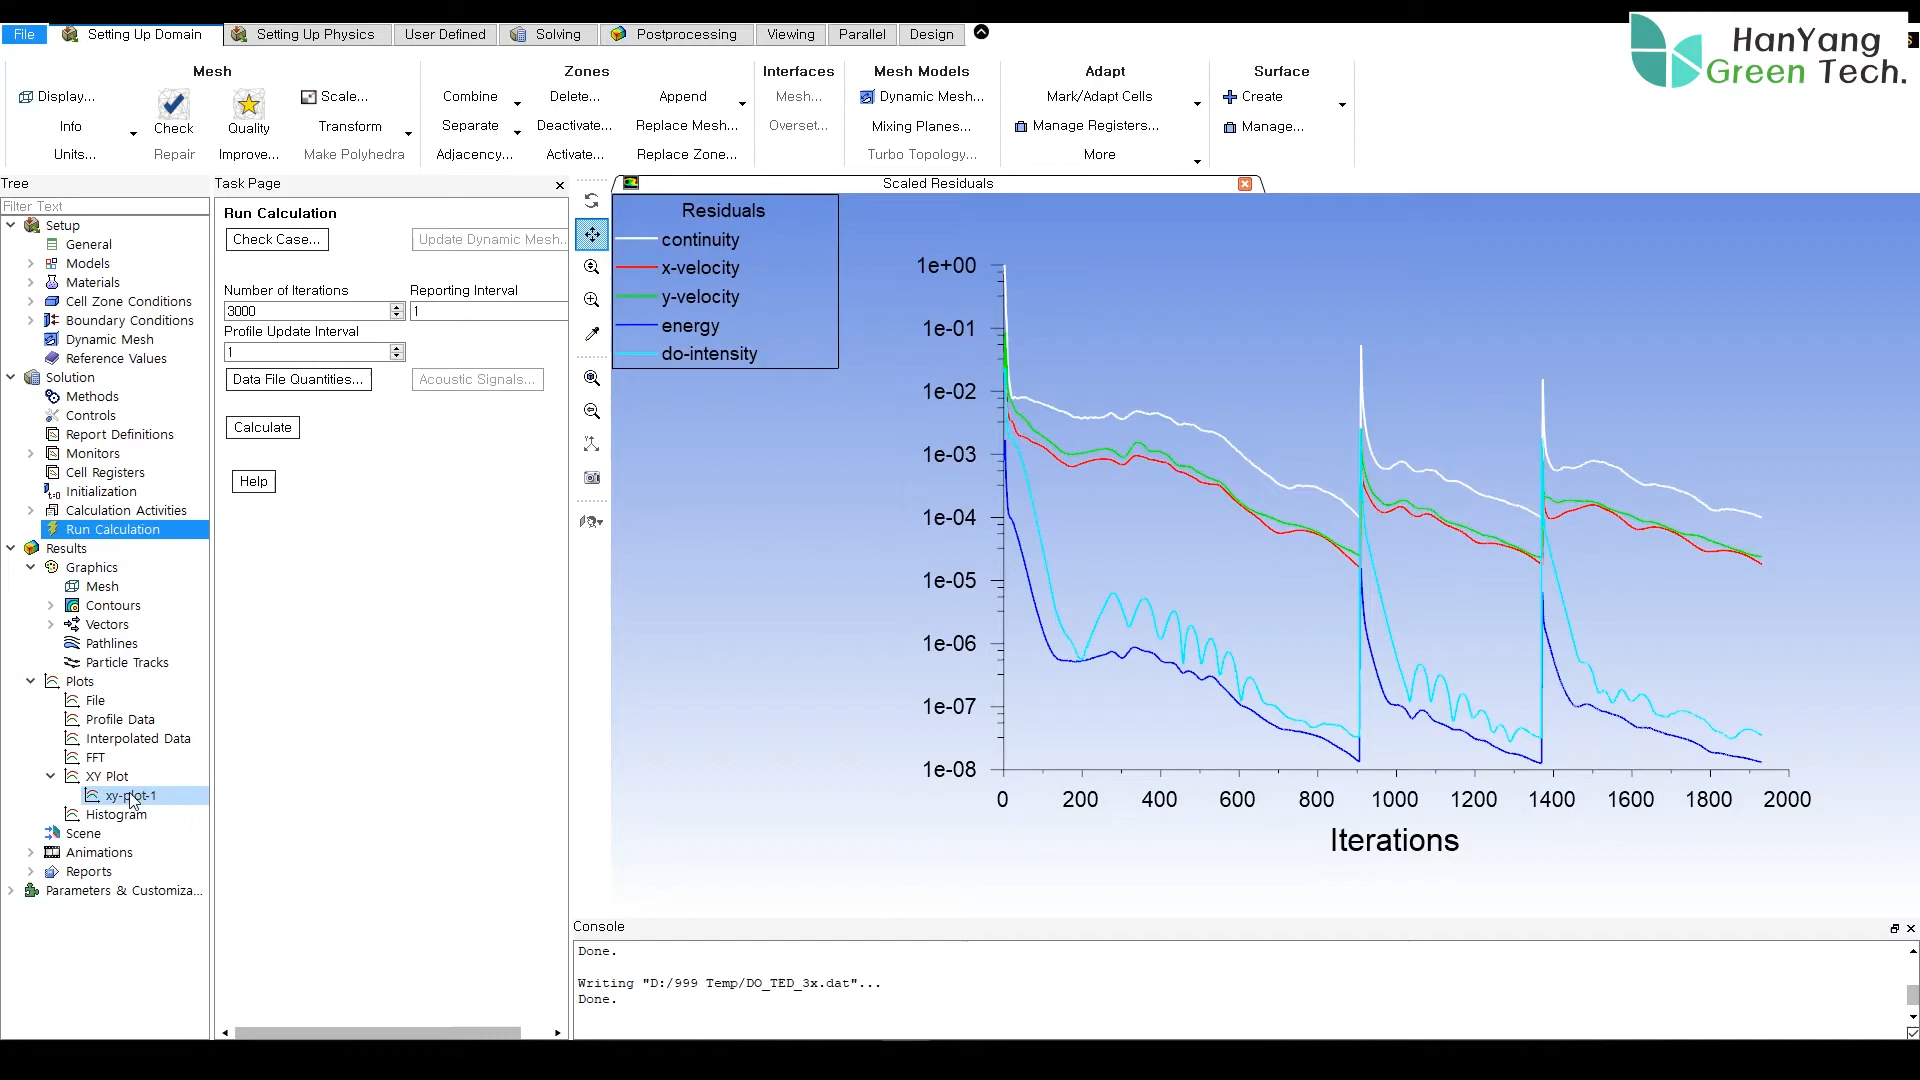 HanYang
Green Tech.
File
Setting Up Domain
Setting Up Physics
User Defined
Solving
Postprocessing
Viewing
Parallel
Design
Mesh
Zones
Interfaces
Mesh Models
Adapt
Surface
Display...
Scale...
Combine
Delete...
Append
Mesh...
Dynamic Mesh...
Mark/Adapt Cells
Create
Info
Check
Quality
Transform
Separate
Deactivate...
Replace Mesh...
Overset...
Mixing Planes...
Manage Registers...
Manage...
Units...
Repair
Improve...
Make Polyhedra
Adjacency...
Activate...
Replace Zone...
Turbo Topology...
More
Tree
Filter Text
Setup
General
Models
Materials
Cell Zone Conditions
Boundary Conditions
Dynamic Mesh
Reference Values
Solution
Methods
Controls
Report Definitions
Monitors
Cell Registers
Initialization
Calculation Activities
Run Calculation
Results
Graphics
Mesh
Contours
Vectors
Pathlines
Particle Tracks
Plots
File
Profile Data
Interpolated Data
FFT
XY Plot
xy-plot-1
Histogram
Scene
Animations
Reports
Parameters & Customiza...
Task Page
Run Calculation
Check Case...
Update Dynamic Mesh..
Number of Iterations
Reporting Interval
3000
1
Profile Update Interval
1
Data File Quantities...
Acoustic Signals...
Calculate
Help
Scaled Residuals
Residuals
continuity
x-velocity
y-velocity
energy
do-intensity
1e+00
1e-01
1e-02
1e-03
1e-04
1e-05
1e-06
1e-07
1e-08
0
200
400
600
800
1000
1200
1400
1600
1800
2000
Iterations
Console
Done.
Writing "D:/999 Temp/DO_TED_3x.dat"...
Done.